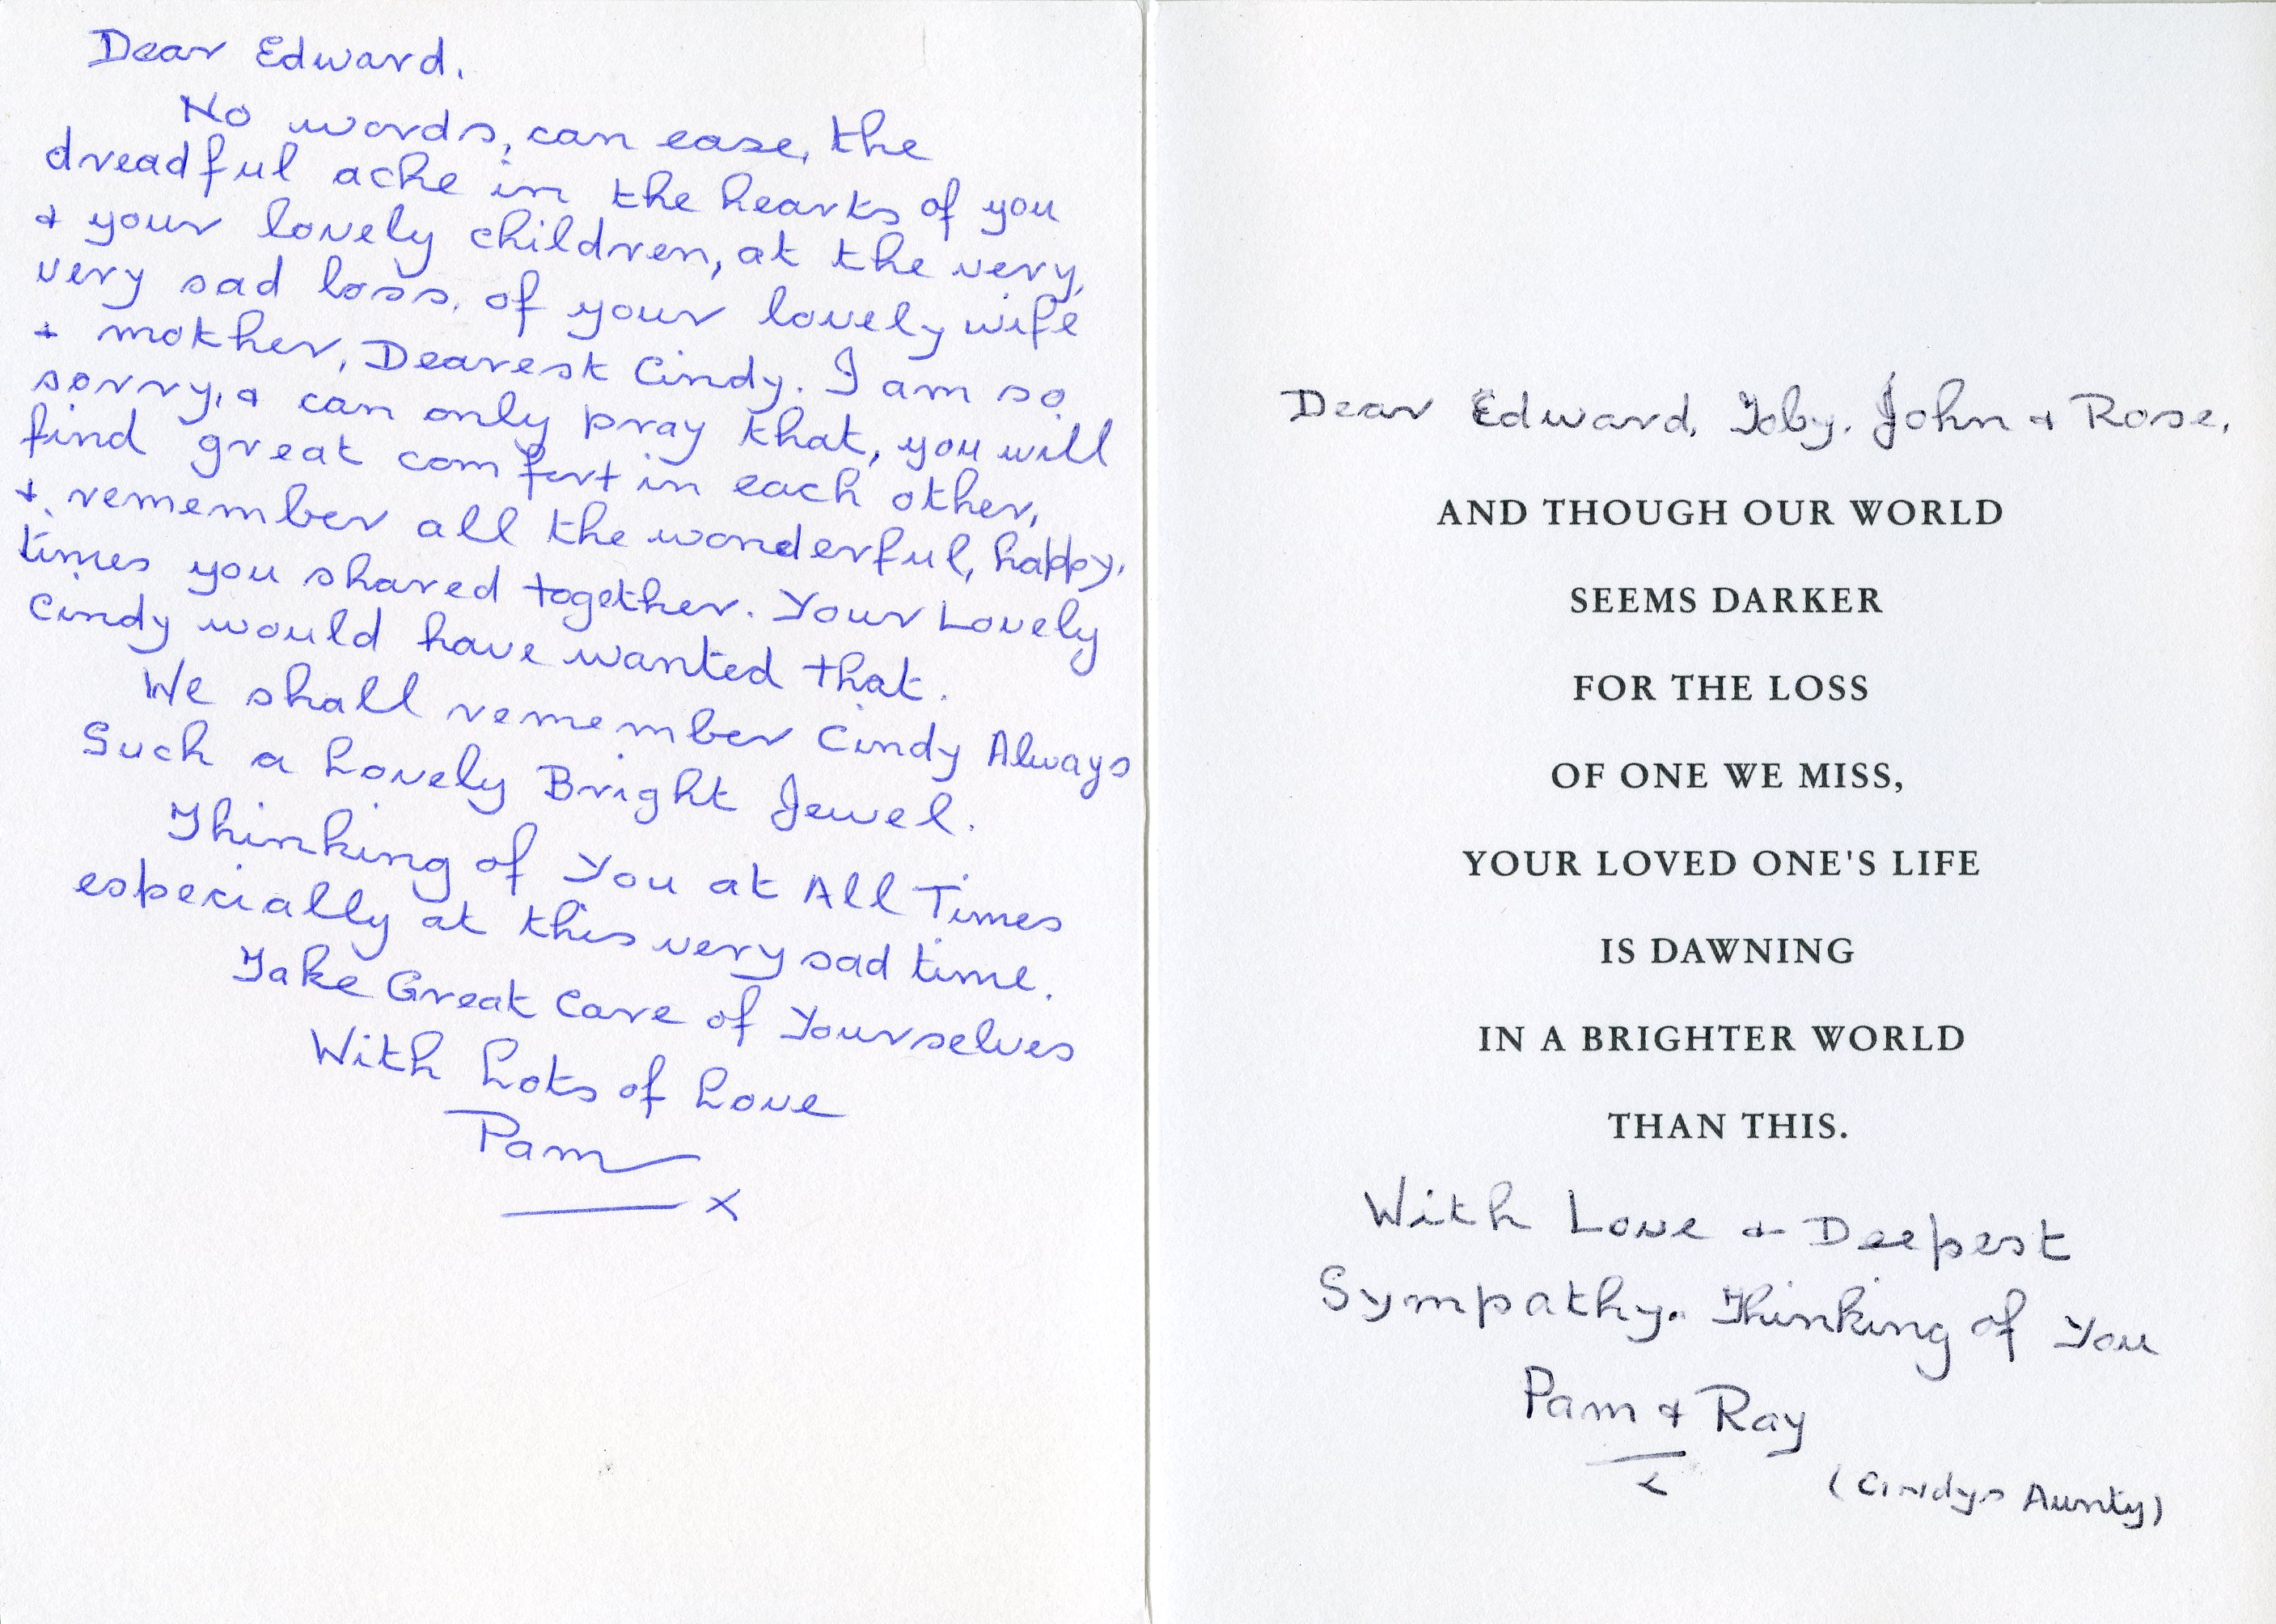 Dear Edward.
No words, can ease, the
dreadful ache in the hearts of you
& your lovely children, at the very,
very sad loss, of your lovely wife
+ mother, Dearest Cindy. I am so
sorry, & can only pray that, you will
find great comfort in each other,
+ remember all the wonderful, happy,
times you shared together. Your Lovely
Cindy would have wanted that.
We shall remember Cindy Always
Such a Lovely Bright Jewel.
Thinking of You at All Times
especially at this very sad time.
Take Great Care of Yourselves
With Lots of Love
Pam
x
Dear Edward, Toby, John & Rose,
AND THOUGH OUR WORLD
SEEMS DARKER
FOR THE LOSS
OF ONE WE MISS,
YOUR LOVED ONE'S LIFE
IS DAWNING
IN A BRIGHTER WORLD
THAN THIS.
With Love & Deepest
Sympathy. Thinking of You
Pam & Ray
(Cindys Aunty)